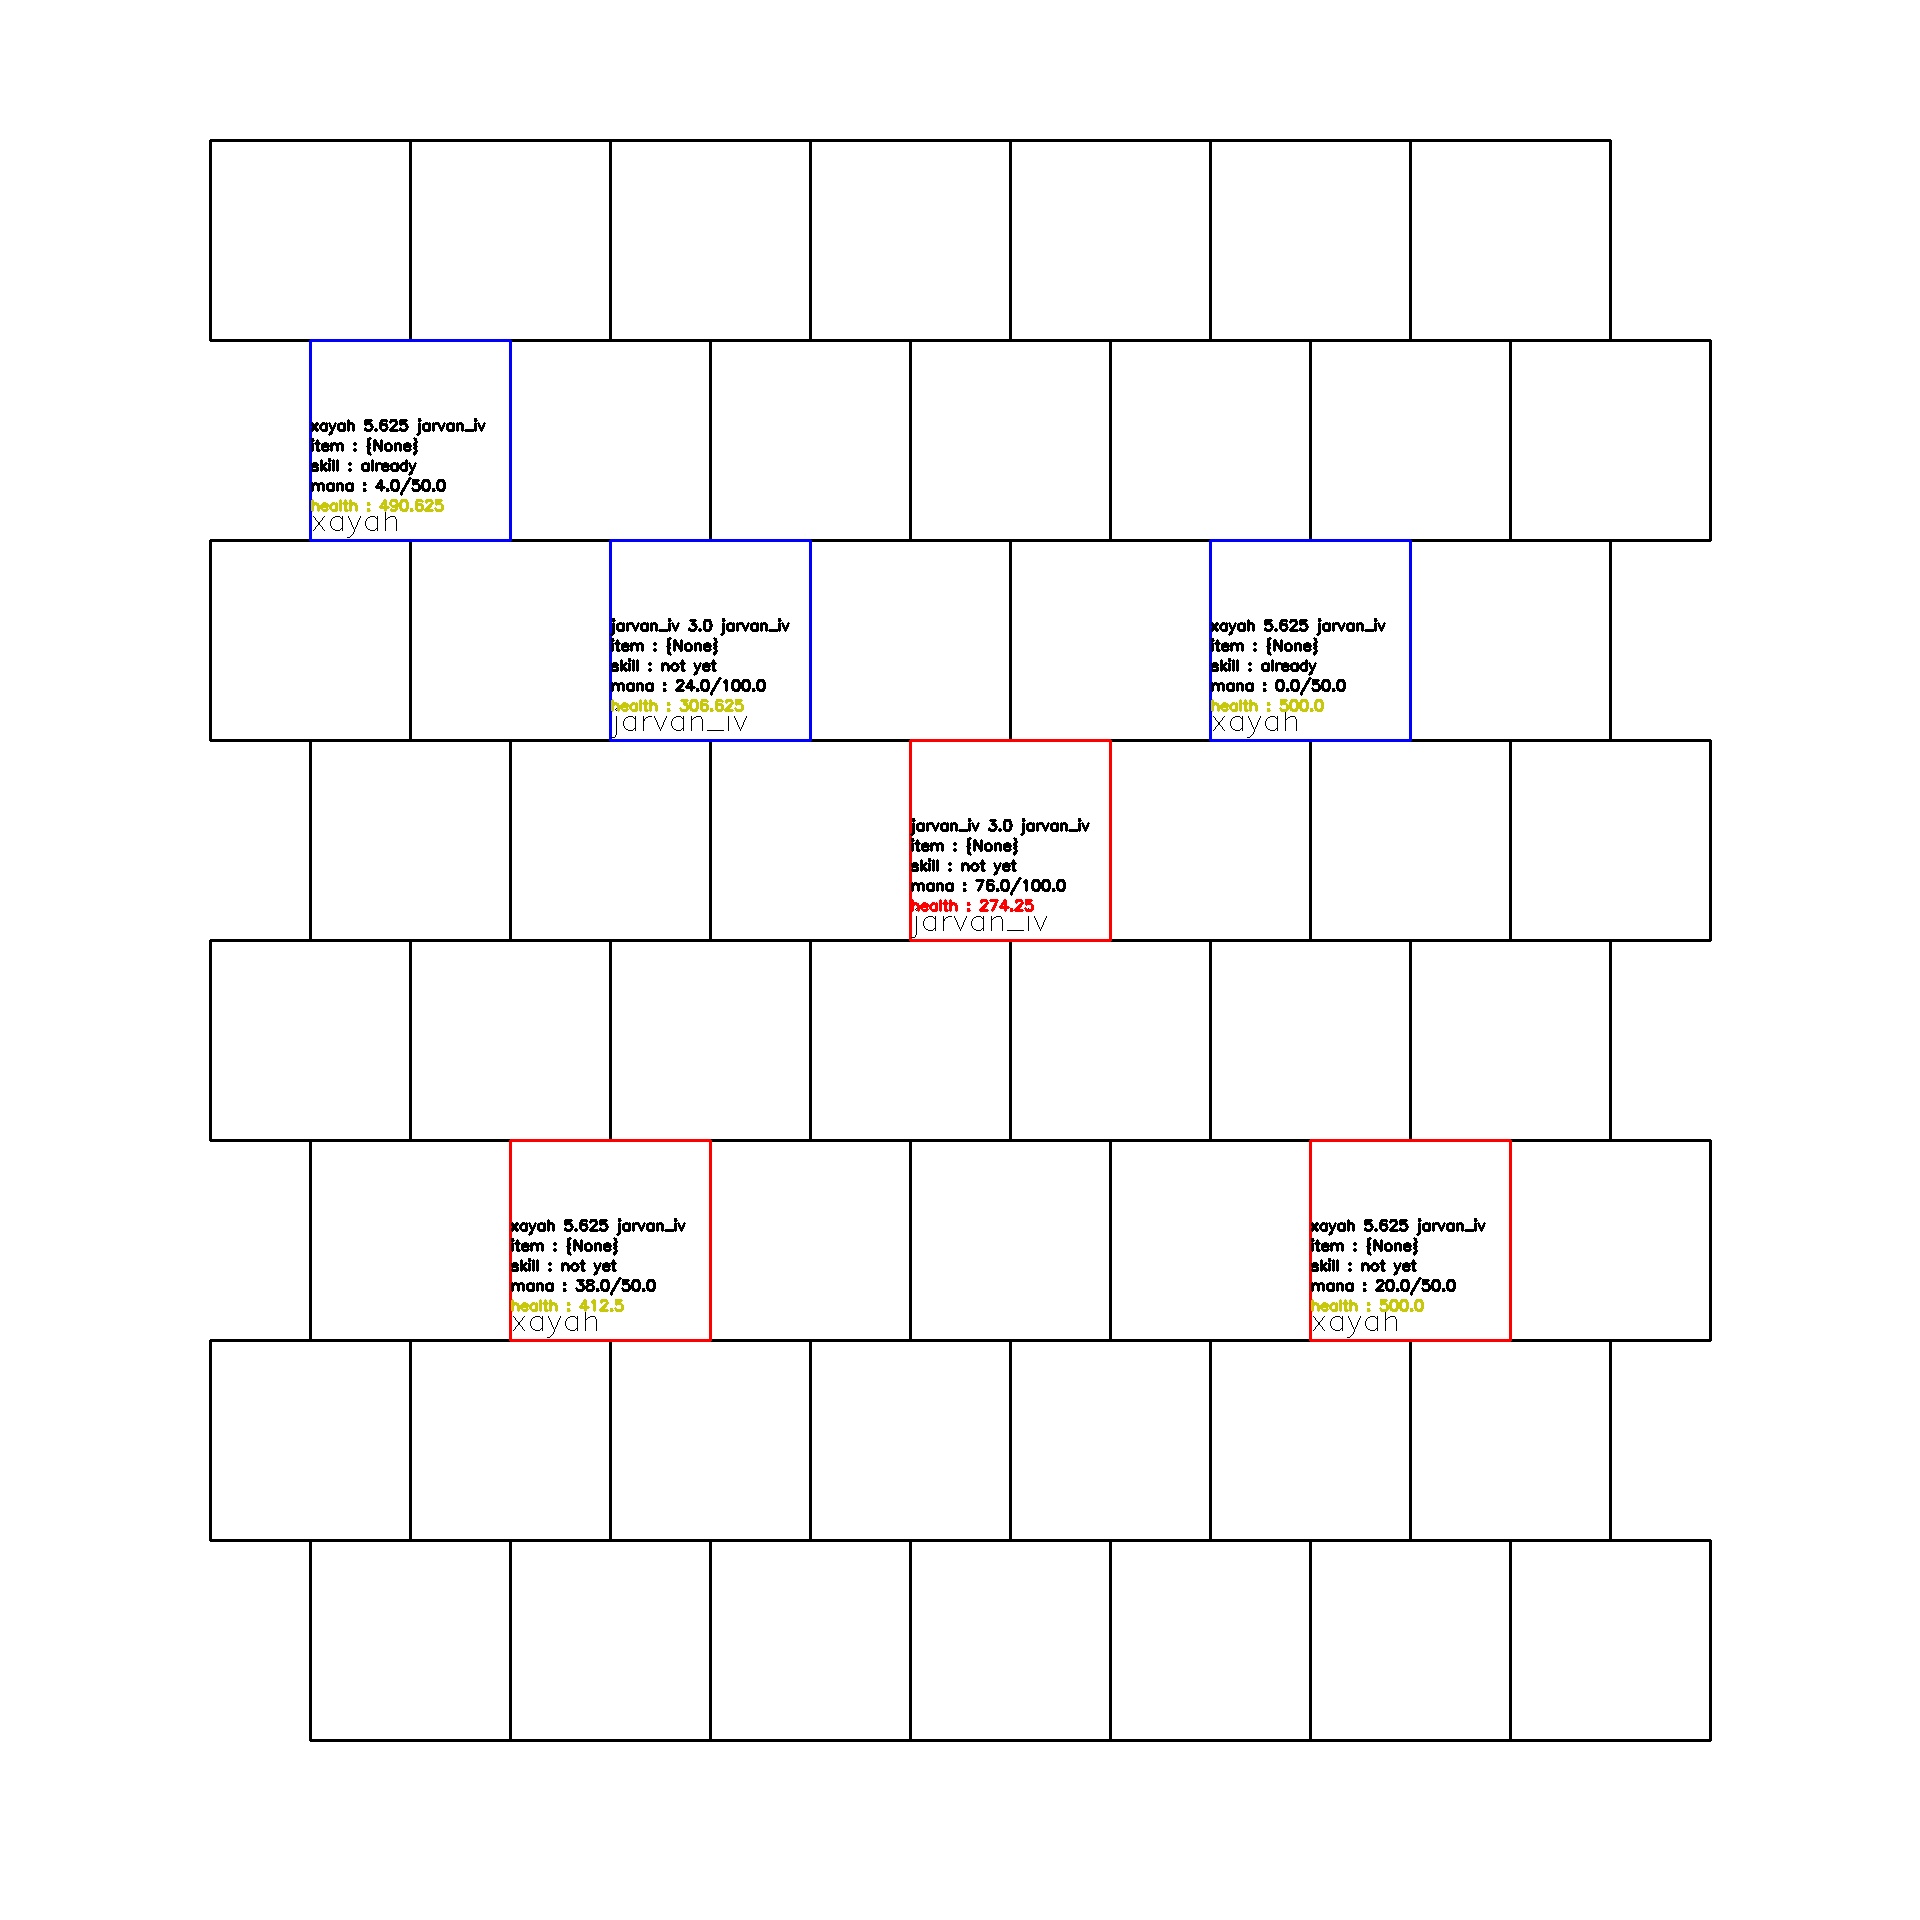 xayah 5.625 jarvan_iv
item : {None}
skill : already
mana : 4.0/50.0
health : 490.625
xayah
jarvan_iv 3.0 jarvan_iv
item : {None}
skill : not yet
mana : 24.0/100.0
health : 306.625
jarvan_iv
xayah 5.625 jarvan_iv
item : {None}
skill : already
mana : 0.0/50.0
health : 500.0
xayah
jarvan_iv 3.0 jarvan_iv
item : {None}
skill : not yet
mana : 76.0/100.0
health : 274.25
jarvan_iv
xayah 5.625 jarvan_iv
item : {None}
skill : not yet
mana : 38.0/50.0
health : 412.5
xayah
xayah 5.625 jarvan_iv
item : {None}
skill : not yet
mana : 20.0/50.0
health : 500.0
xayah